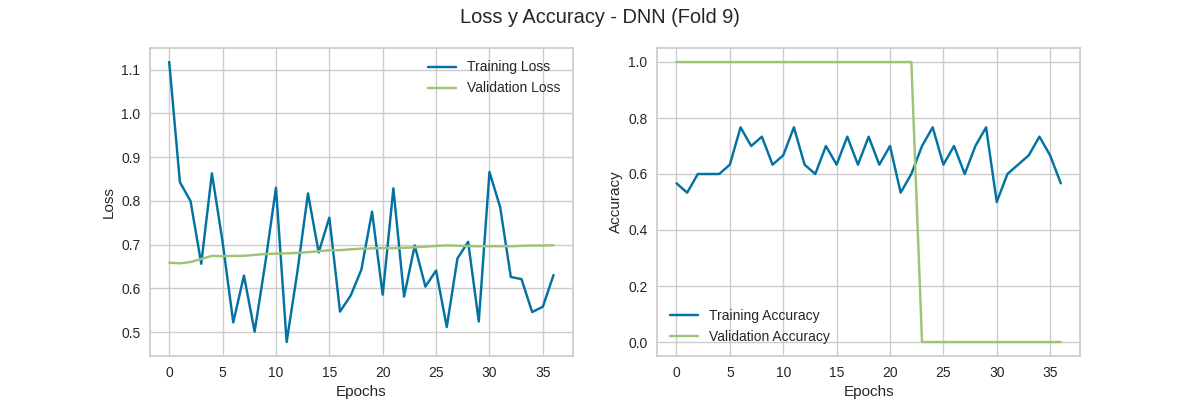 Loss y Accuracy - DNN (Fold 9)
1.1
1.0
0.9
0.8
0.7
0.6
0.5
Loss
0 5 10 15 20 25 30 35
Epochs
Training Loss
Validation Loss
1.0
0.8
0.6
0.4
0.2
0.0
Accuracy
0 5 10 15 20 25 30 35
Epochs
Training Accuracy
Validation Accuracy